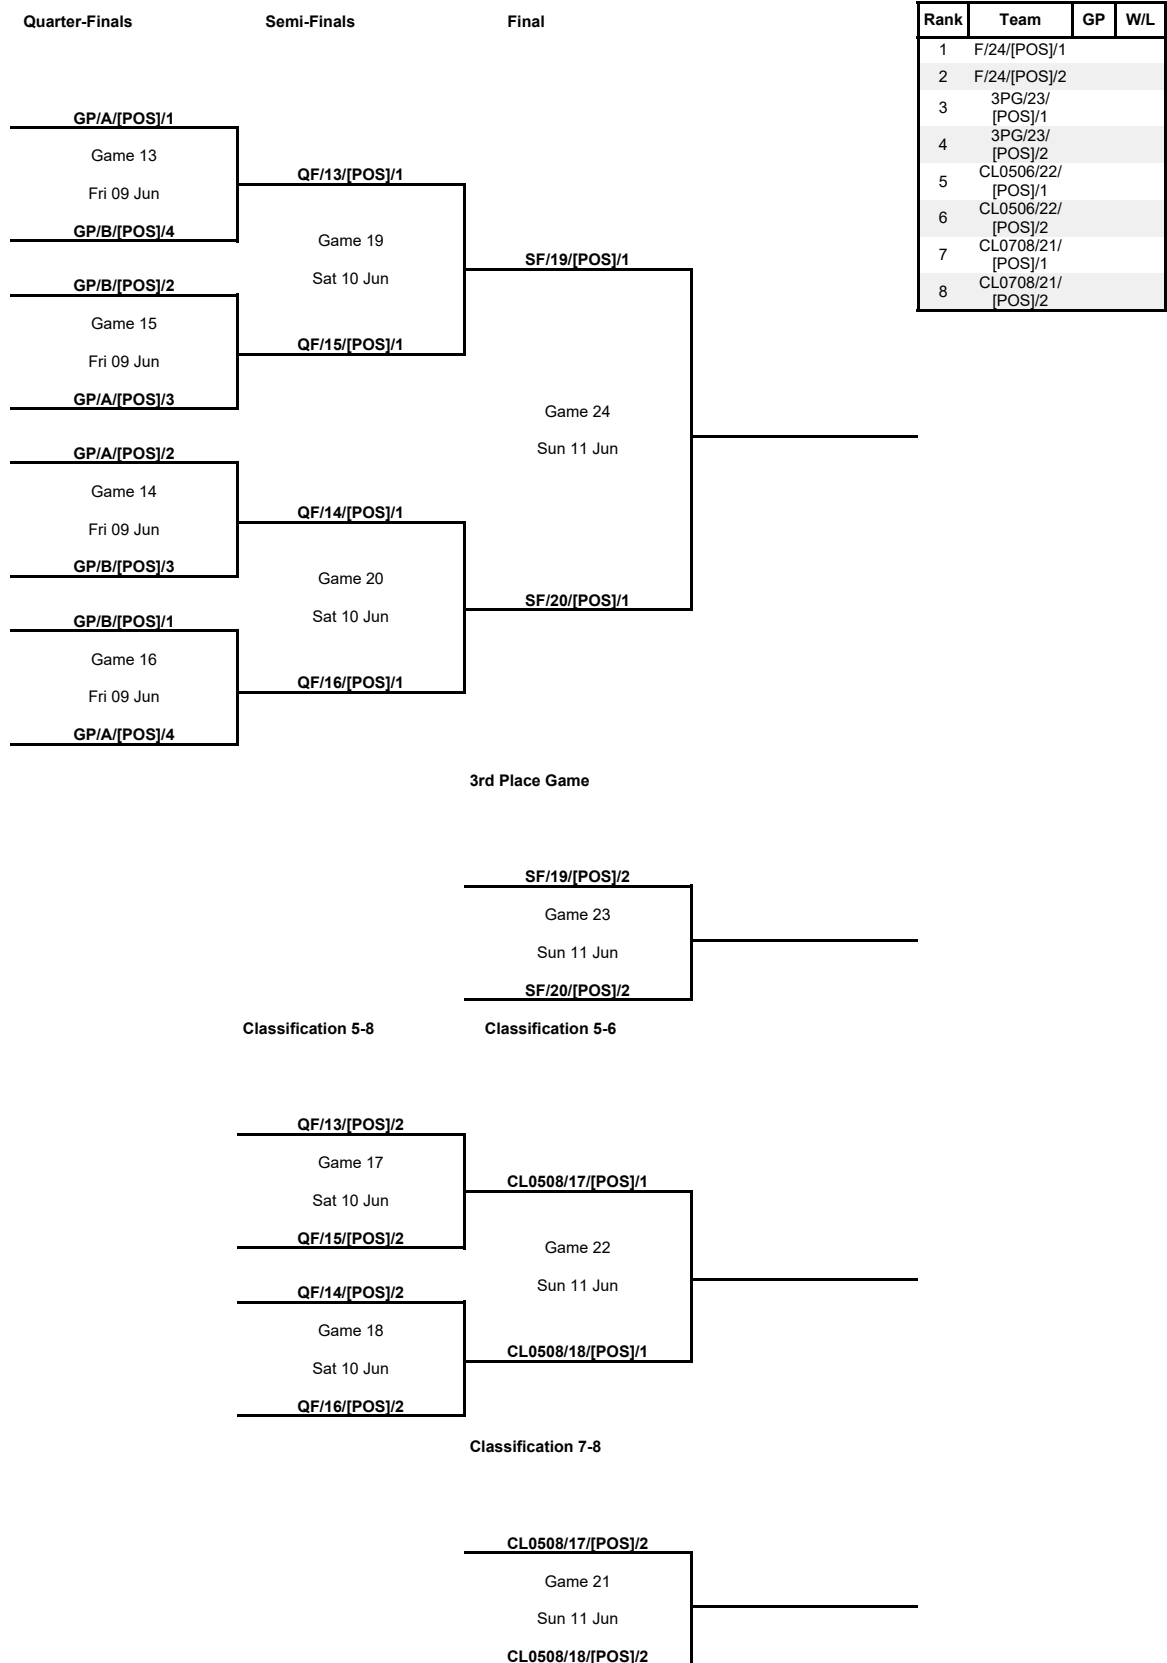 Quarter-Finals Semi-Finals Final
Rank Team GP W/L
1 F/24/[POS]/1
2 F/24/[POS]/2
3 3PG/23/
[POS]/1
4 3PG/23/
[POS]/2
5 CL0506/22/
[POS]/1
6 CL0506/22/
[POS]/2
7 CL0708/21/
[POS]/1
8 CL0708/21/
[POS]/2
GP/A/[POS]/1
Game 13
Fri 09 Jun
GP/B/[POS]/4
GP/B/[POS]/2
Game 15
Fri 09 Jun
GP/A/[POS]/3
GP/A/[POS]/2
Game 14
Fri 09 Jun
GP/B/[POS]/3
GP/B/[POS]/1
Game 16
Fri 09 Jun
GP/A/[POS]/4
QF/13/[POS]/1
Game 19
Sat 10 Jun
QF/15/[POS]/1
QF/14/[POS]/1
Game 20
Sat 10 Jun
QF/16/[POS]/1
SF/19/[POS]/1
Game 24
Sun 11 Jun
SF/20/[POS]/1
3rd Place Game
SF/19/[POS]/2
Game 23
Sun 11 Jun
SF/20/[POS]/2
Classification 5-8 Classification 5-6
QF/13/[POS]/2
Game 17
Sat 10 Jun
QF/15/[POS]/2
QF/14/[POS]/2
Game 18
Sat 10 Jun
QF/16/[POS]/2
CL0508/17/[POS]/1
Game 22
Sun 11 Jun
CL0508/18/[POS]/1
Classification 7-8
CL0508/17/[POS]/2
Game 21
Sun 11 Jun
CL0508/18/[POS]/2